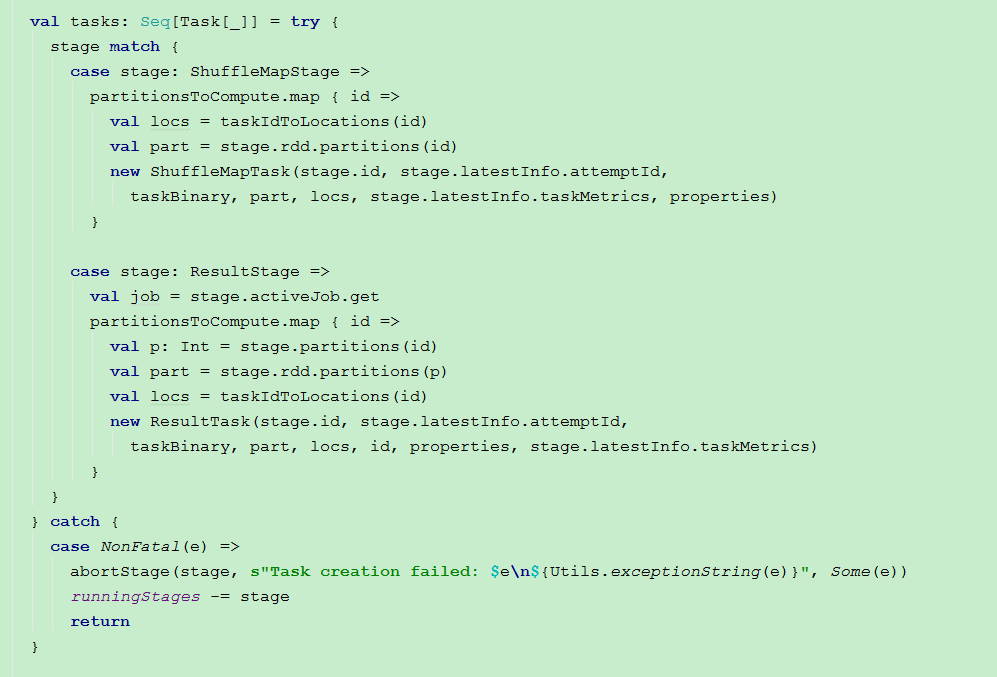 val tasks: Seq[Task[_]] = try {
  stage match {
    case stage: ShuffleMapStage =>
      partitionsToCompute.map { id =>
        val locs = taskIdToLocations(id)
        val part = stage.rdd.partitions(id)
        new ShuffleMapTask(stage.id, stage.latestInfo.attemptId,
          taskBinary, part, locs, stage.latestInfo.taskMetrics, properties)
      }

    case stage: ResultStage =>
      val job = stage.activeJob.get
      partitionsToCompute.map { id =>
        val p: Int = stage.partitions(id)
        val part = stage.rdd.partitions(p)
        val locs = taskIdToLocations(id)
        new ResultTask(stage.id, stage.latestInfo.attemptId,
          taskBinary, part, locs, id, properties, stage.latestInfo.taskMetrics)
      }
  }
} catch {
  case NonFatal(e) =>
    abortStage(stage, s"Task creation failed: $e\n${Utils.exceptionString(e)}", Some(e))
    runningStages -= stage
    return
}